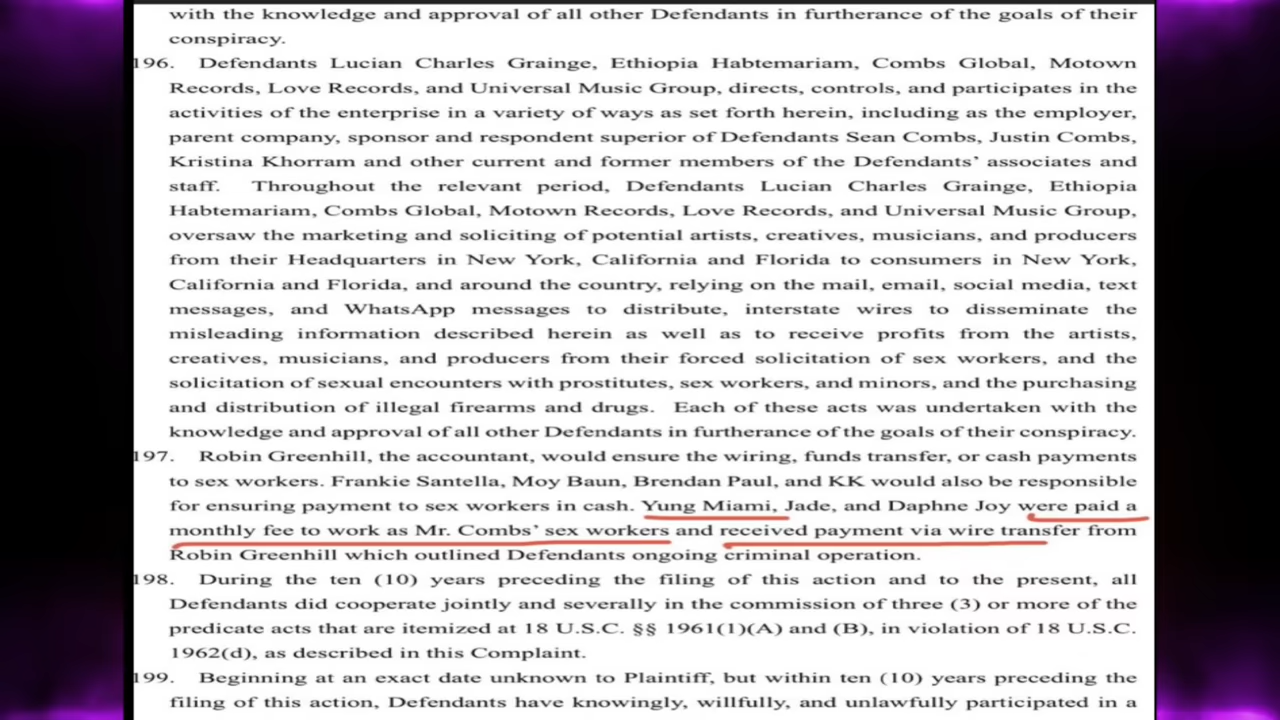 with the knowledge and approval of all other Defendants in furtherance of the goals of their
conspiracy.
196. Defendants Lucian Charles Grainge, Ethiopia Habtemariam, Combs Global, Motown
Records, Love Records, and Universal Music Group, directs, controls, and participates in the
activities of the enterprise in a variety of ways as set forth herein, including as the employer,
parent company, sponsor and respondent superior of Defendants Sean Combs, Justin Combs,
Kristina Khorram and other current and former members of the Defendants’ associates and
staff. Throughout the relevant period, Defendants Lucian Charles Grainge, Ethiopia
Habtemariam, Combs Global, Motown Records, Love Records, and Universal Music Group,
oversaw the marketing and soliciting of potential artists, creatives, musicians, and producers
from their Headquarters in New York, California and Florida to consumers in New York,
California and Florida, and around the country, relying on the mail, email, social media, text
messages, and WhatsApp messages to distribute, interstate wires to disseminate the
misleading information described herein as well as to receive profits from the artists,
creatives, musicians, and producers from their forced solicitation of sex workers, and the
solicitation of sexual encounters with prostitutes, sex workers, and minors, and the purchasing
and distribution of illegal firearms and drugs. Each of these acts was undertaken with the
knowledge and approval of all other Defendants in furtherance of the goals of their conspiracy.
197. Robin Greenhill, the accountant, would ensure the wiring, funds transfer, or cash payments
to sex workers. Frankie Santella, Moy Baun, Brendan Paul, and KK would also be responsible
for ensuring payment to sex workers in cash. Yung Miami, Jade, and Daphne Joy were paid a
monthly fee to work as Mr. Combs’ sex workers and received payment via wire transfer from
Robin Greenhill which outlined Defendants ongoing criminal operation.
198. During the ten (10) years preceding the filing of this action and to the present, all
Defendants did cooperate jointly and severally in the commission of three (3) or more of the
predicate acts that are itemized at 18 U.S.C. §§ 1961(1)(A) and (B), in violation of 18 U.S.C.
1962(d), as described in this Complaint.
199. Beginning at an exact date unknown to Plaintiff, but within ten (10) years preceding the
filing of this action, Defendants have knowingly, willfully, and unlawfully participated in a